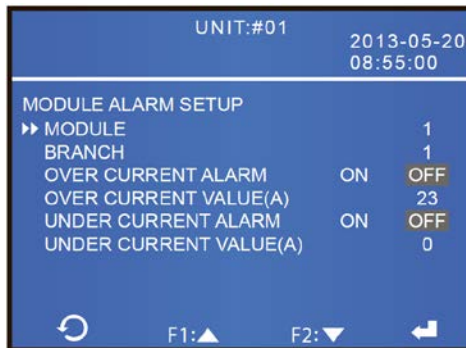 UNIT:#01
2013-05-20
08:55:00
MODULE ALARM SETUP
MODULE 1
BRANCH 1
OVER CURRENT ALARM ON OFF
OVER CURRENT VALUE(A) 23
UNDER CURRENT ALARM ON OFF
UNDER CURRENT VALUE(A) 0
F1:▲ F2:▼